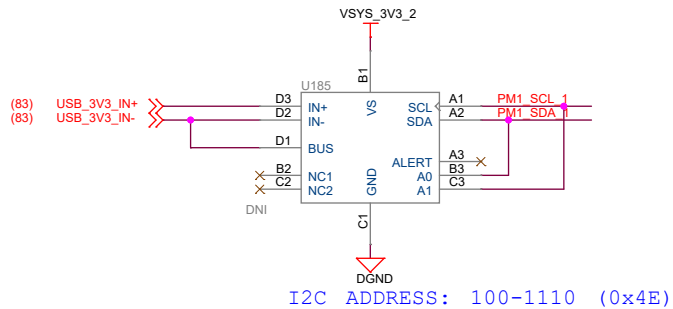 VSYS_3V3_2
B1
U185
(83) USB_3V3_IN+ D3 IN+ VS SCL A1 PM1_SCL_1
(83) USB_3V3_IN- D2 IN- SDA A2 PM1_SDA_1
D1 BUS
ALERT A3
B2 NC1 GND A0 B3
C2 NC2 A1 C3
DNI
C1
DGND
I2C ADDRESS: 100-1110 (0x4E)